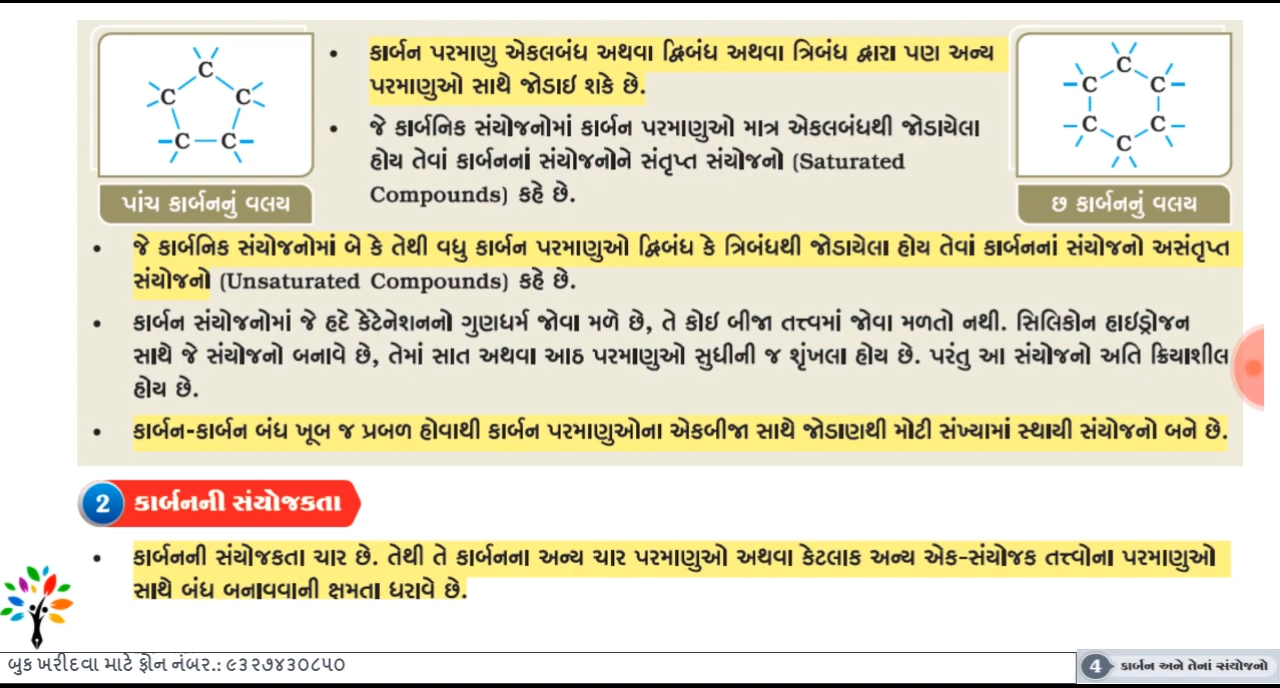 • કાર્બન પરમાણુ એકલબંધ અથવા દ્વિબંધ અથવા ત્રિબંધ દ્વારા પણ અન્ય
પરમાણુઓ સાથે જોડાઈ શકે છે.
• જે કાર્બનિક સંયોજનોમાં કાર્બન પરમાણુઓ માત્ર એકલબંધથી જોડાયેલા
હોય તેવાં કાર્બનનાં સંયોજનોને સંતૃપ્ત સંયોજનો (Saturated
Compounds) કહે છે.
C
C C
C C
પાંચ કાર્બનનું વલય
C
C C
C C
C
છ કાર્બનનું વલય
• જે કાર્બનિક સંયોજનોમાં બે કે તેથી વધુ કાર્બન પરમાણુઓ દ્વિબંધ કે ત્રિબંધથી જોડાયેલા હોય તેવાં કાર્બનનાં સંયોજનો અસંતૃપ્ત
સંયોજનો (Unsaturated Compounds) કહે છે.
• કાર્બન સંયોજનોમાં જે હદે કેટેનેશનનો ગુણધર્મ જોવા મળે છે, તે કોઈ બીજા તત્ત્વમાં જોવા મળતો નથી. સિલિકોન હાઈડ્રોજન
સાથે જે સંયોજનો બનાવે છે, તેમાં સાત અથવા આઠ પરમાણુઓ સુધીની જ શૃંખલા હોય છે. પરંતુ આ સંયોજનો અતિ ક્રિયાશીલ
હોય છે.
• કાર્બન-કાર્બન બંધ ખૂબ જ પ્રબળ હોવાથી કાર્બન પરમાણુઓના એકબીજા સાથે જોડાણથી મોટી સંખ્યામાં સ્થાયી સંયોજનો બને છે.
2 કાર્બનની સંયોજકતા
• કાર્બનની સંયોજકતા ચાર છે. તેથી તે કાર્બનના અન્ય ચાર પરમાણુઓ અથવા કેટલાક અન્ય એક-સંયોજક તત્ત્વોના પરમાણુઓ
સાથે બંધ બનાવવાની ક્ષમતા ધરાવે છે.
બુક ખરીદવા માટે ફોન નંબર.: ૯૩૨૭૪૩૦૮૫૦
4 કાર્બન અને તેનાં સંયોજનો